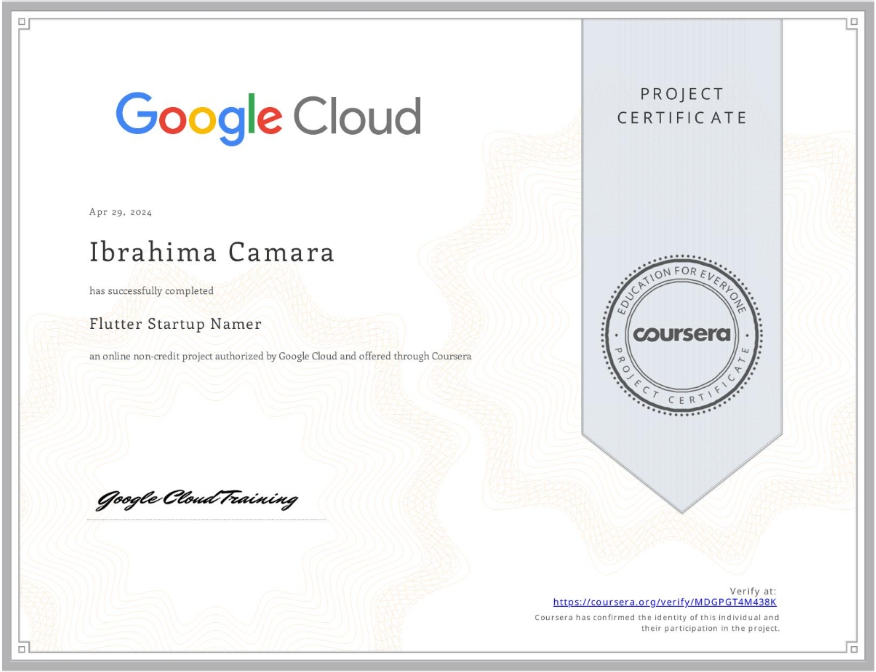 Google Cloud
PROJECT
CERTIFICATE
Apr 29, 2024
Ibrahima Camara
has successfully completed
Flutter Startup Namer
an online non-credit project authorized by Google Cloud and offered through Coursera
EDUCATION FOR EVERYONE
coursera
PROJECT CERTIFICATE
Google Cloud Training
Verify at:
https://coursera.org/verify/MDGPGT4M438K
Coursera has confirmed the identity of this individual and
their participation in the project.